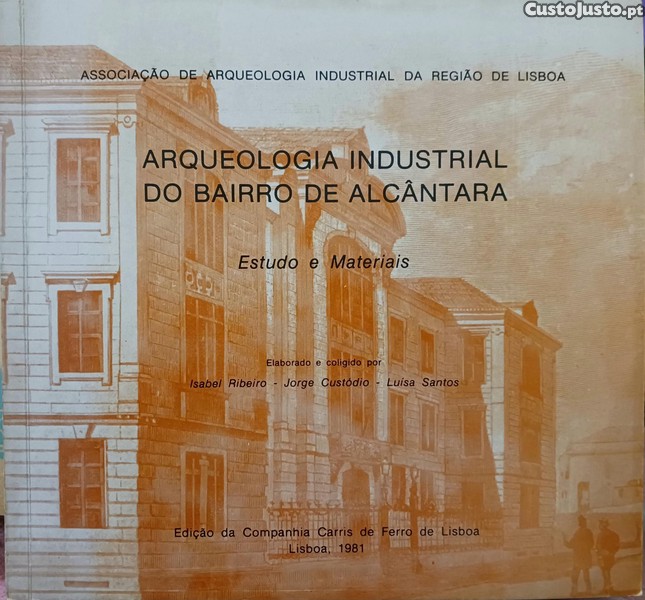 CustoJusto.pt
ASSOCIAÇÃO DE ARQUEOLOGIA INDUSTRIAL DA REGIÃO DE LISBOA
ARQUEOLOGIA INDUSTRIAL
DO BAIRRO DE ALCÂNTARA
Estudo e Materiais
Elaborado e coligido por
Isabel Ribeiro - Jorge Custódio - Luísa Santos
Edição da Companhia Carris de Ferro de Lisboa
Lisboa, 1981